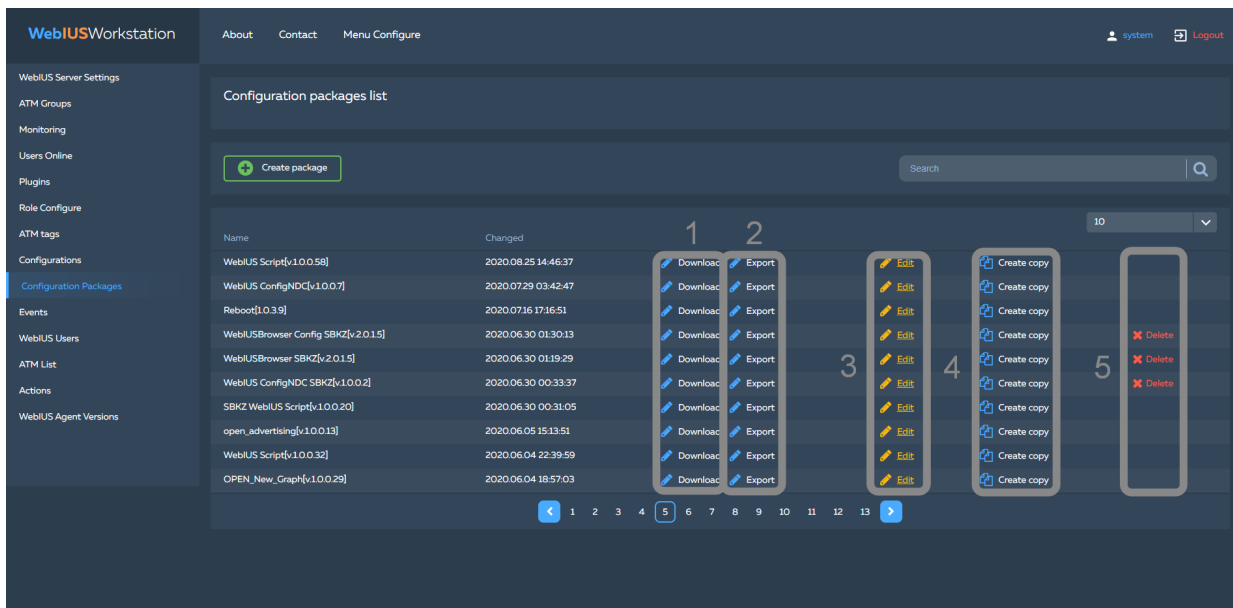 WebIUSWorkstation About Contact Menu Configure system Logout
WebIUS Server Settings
ATM Groups
Monitoring
Users Online
Plugins
Role Configure
ATM tags
Configurations
Configuration Packages
Events
WebIUS Users
ATM List
Actions
WebIUS Agent Versions
Configuration packages list
Create package Search
10
1 2
Name Changed
WebIUS Script[v.1.0.0.58] 2020.08.25 14:46:37 Download Export Edit Create copy
WebIUS ConfigNDC[v.1.0.0.7] 2020.07.29 03:42:47 Download Export Edit Create copy
Reboot[1.0.3.9] 2020.07.16 17:16:51 Download Export Edit Create copy
WebIUSBrowser Config SBKZ[v.2.0.1.5] 2020.06.30 01:30:13 Download Export Edit Create copy Delete
WebIUSBrowser SBKZ[v.2.0.1.5] 2020.06.30 01:19:29 Download Export Edit Create copy Delete
3 4 5
WebIUS ConfigNDC SBKZ[v.1.0.0.2] 2020.06.30 00:33:37 Download Export Edit Create copy Delete
SBKZ WebIUS Script[v.1.0.0.20] 2020.06.30 00:31:05 Download Export Edit Create copy
open_advertising[v.1.0.0.13] 2020.06.05 15:13:51 Download Export Edit Create copy
WebIUS Script[v.1.0.0.32] 2020.06.04 22:39:59 Download Export Edit Create copy
OPEN_New_Graph[v.1.0.0.29] 2020.06.04 18:57:03 Download Export Edit Create copy
1 2 3 4 5 6 7 8 9 10 11 12 13